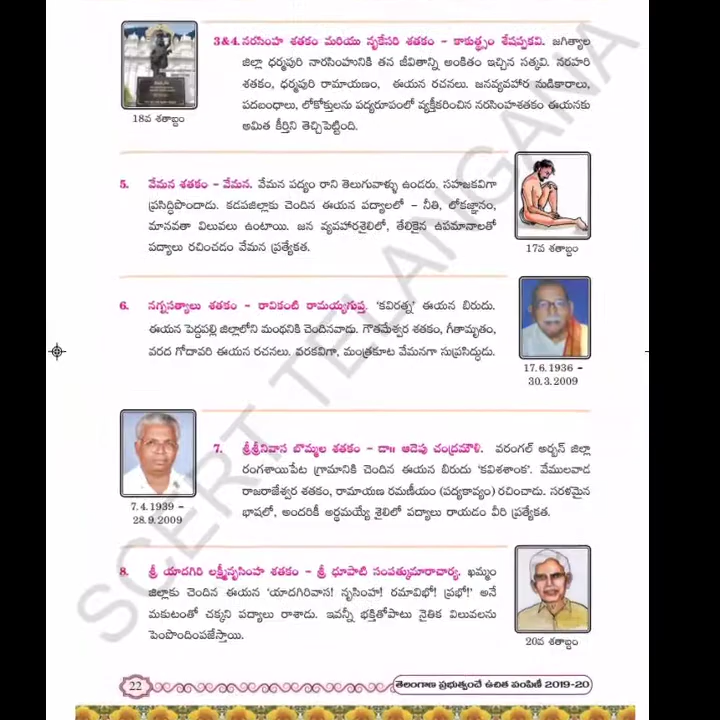 3&4. నరసింహ శతకం మరియు నృకేసరి శతకం - కాకుత్థ్సం శేషప్పకవి. జగిత్యాల
జిల్లా ధర్మపురి నారసింహునికి తన జీవితాన్ని అంకితం ఇచ్చిన సత్కవి. నరహరి
శతకం, ధర్మపురి రామాయణం, ఈయన రచనలు. జనవ్యవహార నుడికారాలు,
పదబంధాలు, లోకోక్తులను పద్యరూపంలో వ్యక్తీకరించిన నరసింహశతకం ఈయనకు
అమిత కీర్తిని తెచ్చిపెట్టింది.
18వ శతాబ్దం
5. వేమన శతకం - వేమన. వేమన పద్యం రాని తెలుగువాళ్ళు ఉండరు. సహజకవిగా
ప్రసిద్ధిపొందాడు. కడపజిల్లాకు చెందిన ఈయన పద్యాలలో - నీతి, లోకజ్ఞానం,
మానవతా విలువలు ఉంటాయి. జన వ్యవహారశైలిలో, తేలికైన ఉపమానాలతో
పద్యాలు రచించడం వేమన ప్రత్యేకత.
17వ శతాబ్దం
6. నగ్నసత్యాలు శతకం - రావికంటి రామయ్యగుప్త. ‘కవిరత్న’ ఈయన బిరుదు.
ఈయన పెద్దపల్లి జిల్లాలోని మంథనికి చెందినవాడు. గౌతమేశ్వర శతకం, గీతామృతం,
వరద గోదావరి ఈయన రచనలు. వరకవిగా, మంత్రకూట వేమనగా సుప్రసిద్ధుడు.
17.6.1936 –
30.3.2009
7. శ్రీశ్రీనివాస బొమ్మల శతకం - డా॥ ఆడెపు చంద్రమౌళి. వరంగల్ అర్బన్ జిల్లా
రంగశాయిపేట గ్రామానికి చెందిన ఈయన బిరుదు ‘కవిశశాంక’. వేములవాడ
రాజరాజేశ్వర శతకం, రామాయణ రమణీయం (పద్యకావ్యం) రచించాడు. సరళమైన
భాషలో, అందరికీ అర్థమయ్యే శైలిలో పద్యాలు రాయడం వీరి ప్రత్యేకత.
7.4.1939 –
28.9.2009
8. శ్రీ యాదగిరి లక్ష్మీనృసింహ శతకం - శ్రీ ధూపాటి సంపత్కుమారాచార్య. ఖమ్మం
జిల్లాకు చెందిన ఈయన ‘యాదగిరివాస! నృసింహా! రమావిభో! ప్రభో!’ అనే
మకుటంతో చక్కని పద్యాలు రాశాడు. ఇవన్నీ భక్తితోపాటు నైతిక విలువలను
పెంపొందింపజేస్తాయి.
20వ శతాబ్దం
22
తెలంగాణ ప్రభుత్వంచే ఉచిత పంపిణీ 2019-20
SCERT TELANGANA